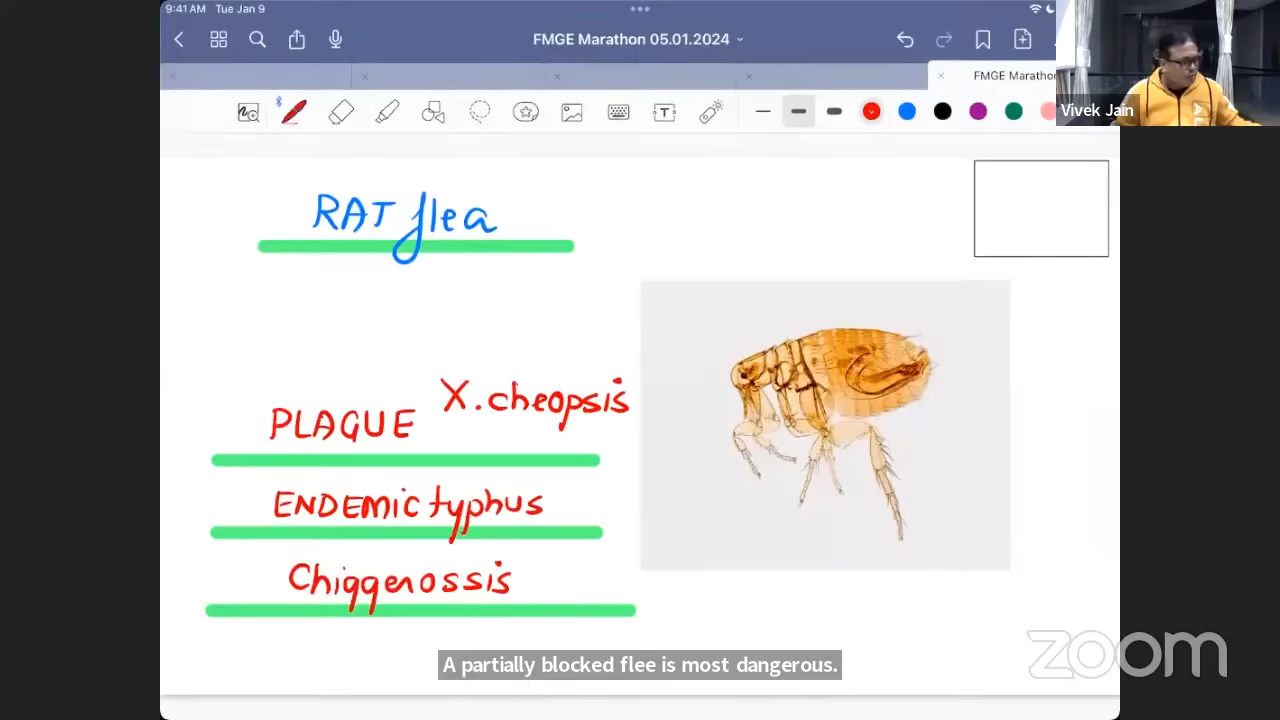 9:41 AM Tue Jan 9
FMGE Marathon 05.01.2024
FMGE Marathon
Vivek Jain
RAT flea
X. cheopsis
PLAGUE
ENDEMIC typhus
Chiggerossis
A partially blocked flee is most dangerous.
zoom